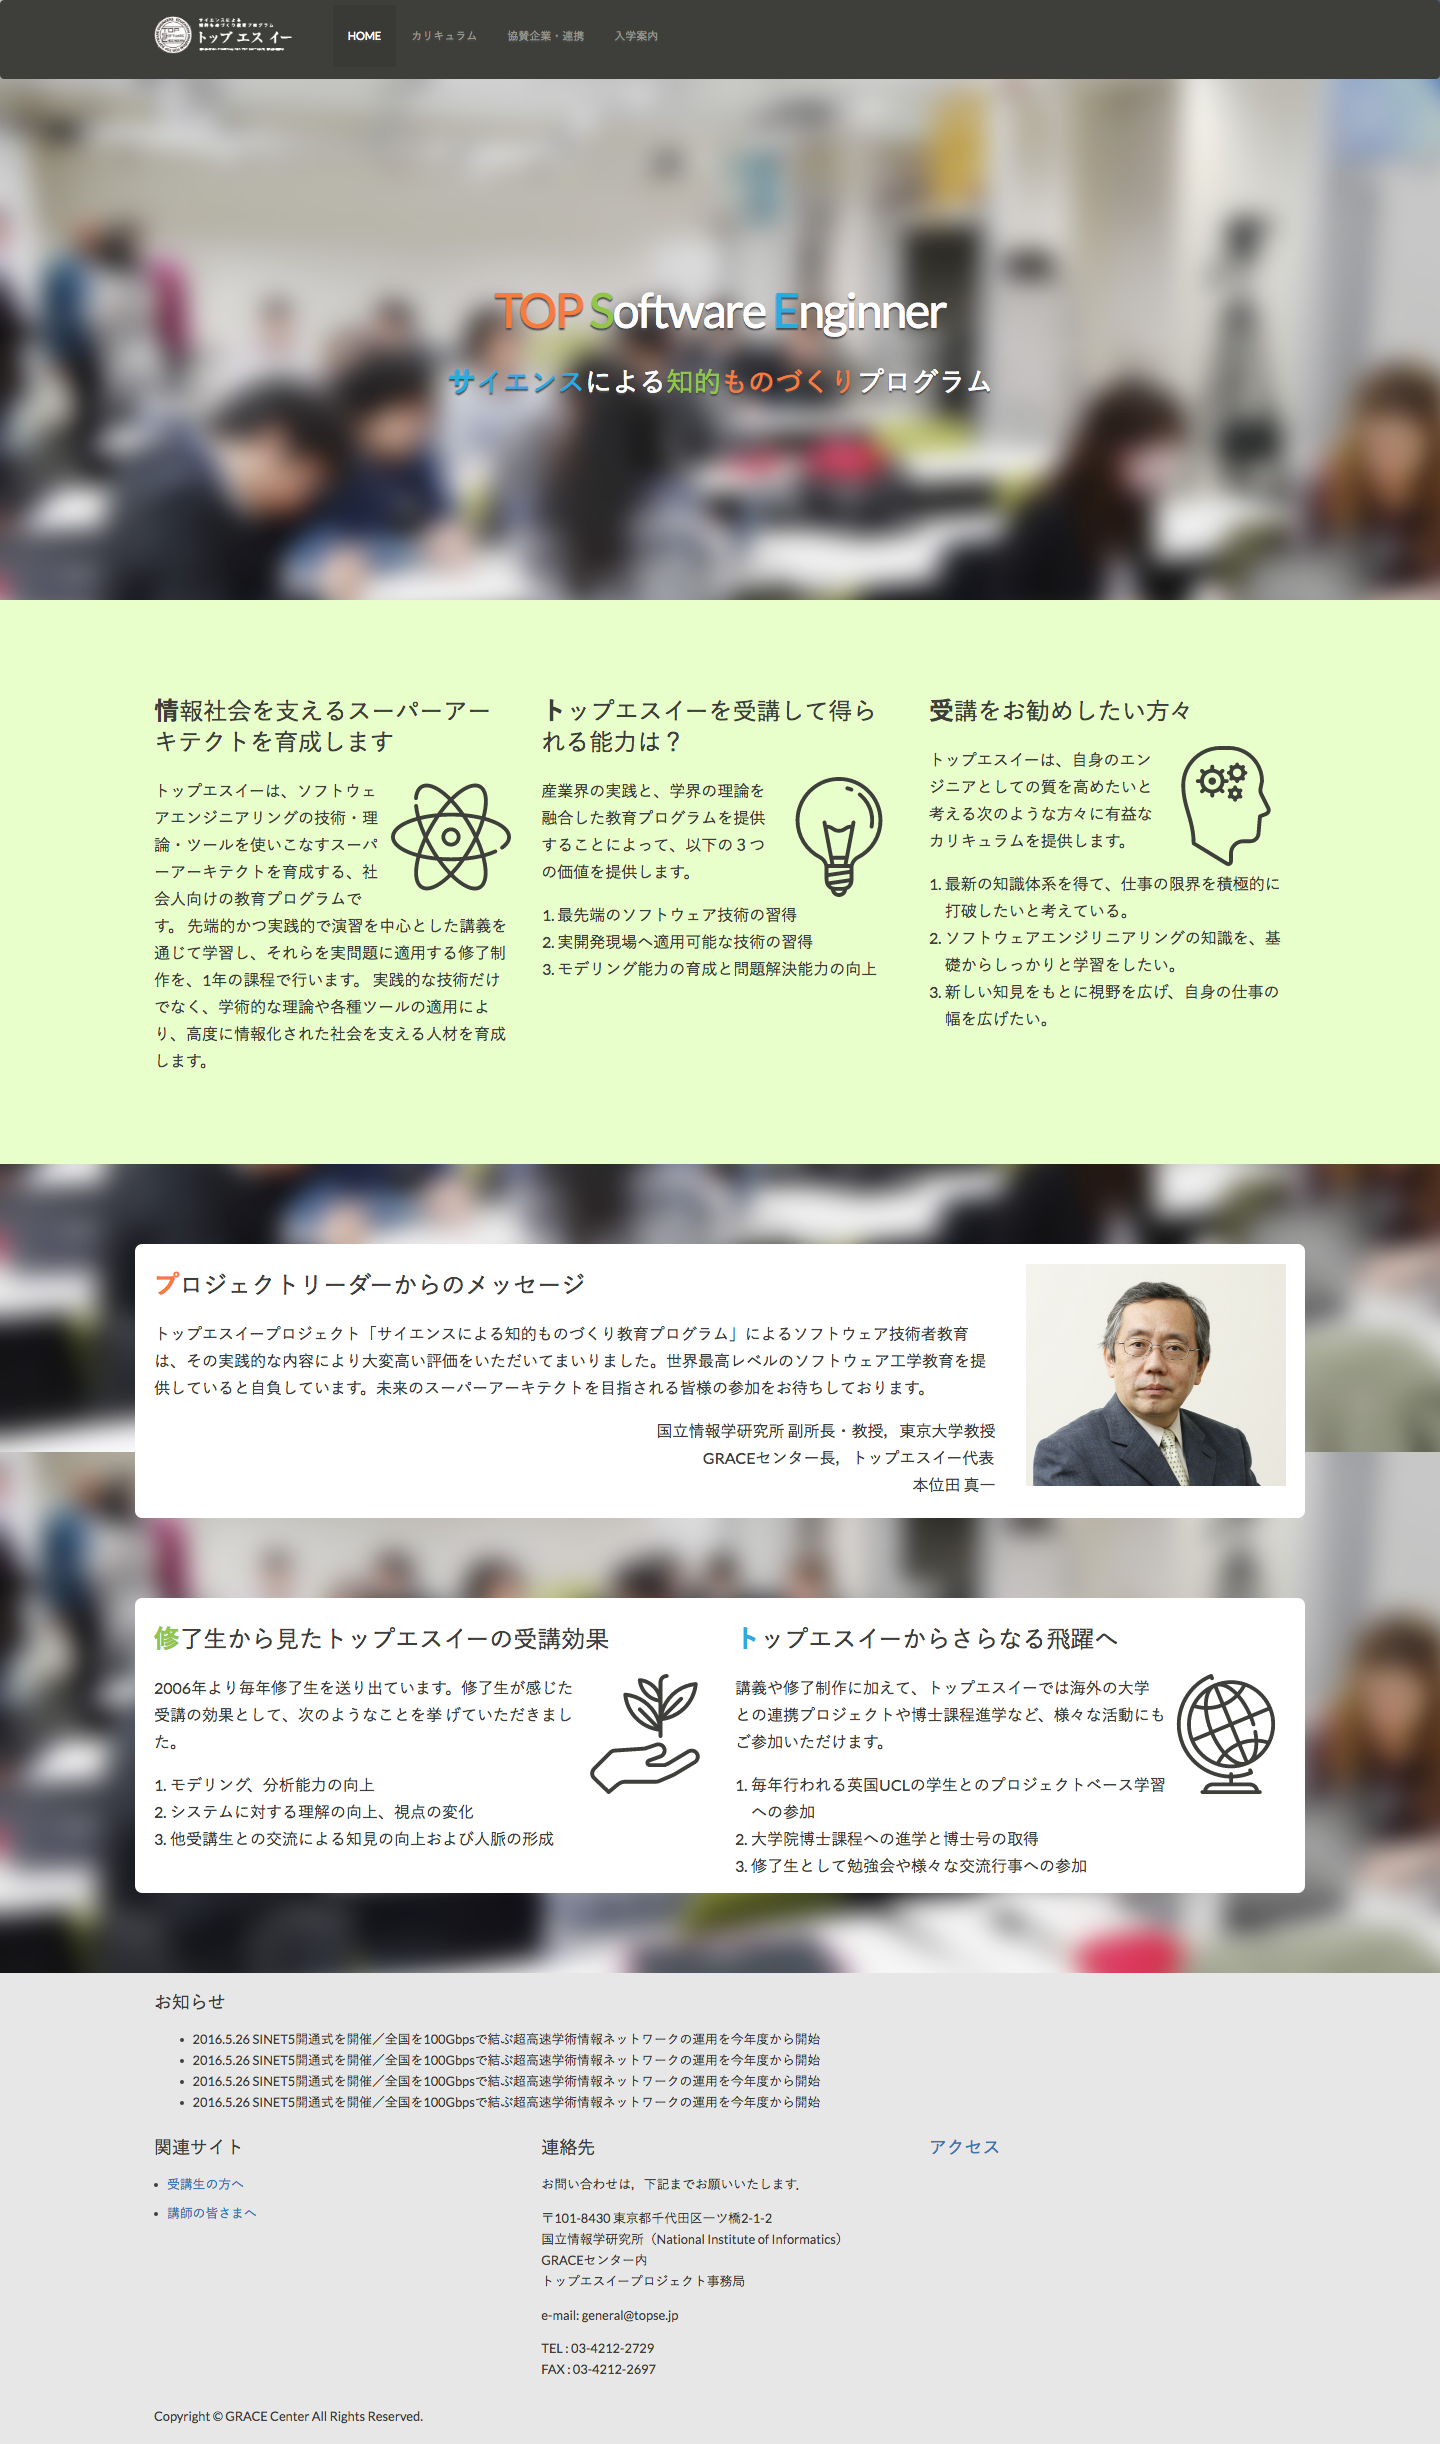 サイエンスによる
トップ エス イー
HOME
カリキュラム
協賛企業・連携
入学案内
TOP Software Enginner
サイエンスによる知的ものづくりプログラム
情報社会を支えるスーパーアー
キテクトを育成します
トップエスイーは、ソフトウェ
アエンジニアリングの技術・理
論・ツールを使いこなすスーパ
ーアーキテクトを育成する、社
会人向けの教育プログラムで
す。 先端的かつ実践的で演習を中心とした講義を
通じて学習し、それらを実問題に適用する修了制
作を、1年の課程で行います。 実践的な技術だけ
でなく、学術的な理論や各種ツールの適用によ
り、高度に情報化された社会を支える人材を育成
します。
トップエスイーを受講して得ら
れる能力は？
産業界の実践と、学界の理論を
融合した教育プログラムを提供
することによって、以下の３つ
の価値を提供します。
1. 最先端のソフトウェア技術の習得
2. 実開発現場へ適用可能な技術の習得
3. モデリング能力の育成と問題解決能力の向上
受講をお勧めしたい方々
トップエスイーは、自身のエン
ジニアとしての質を高めたいと
考える次のような方々に有益な
カリキュラムを提供します。
1. 最新の知識体系を得て、仕事の限界を積極的に
打破したいと考えている。
2. ソフトウェアエンジリニアリングの知識を、基
礎からしっかりと学習をしたい。
3. 新しい知見をもとに視野を広げ、自身の仕事の
幅を広げたい。
プロジェクトリーダーからのメッセージ
トップエスイープロジェクト「サイエンスによる知的ものづくり教育プログラム」によるソフトウェア技術者教育
は、その実践的な内容により大変高い評価をいただいてまいりました。世界最高レベルのソフトウェア工学教育を提
供していると自負しています。未来のスーパーアーキテクトを目指される皆様の参加をお待ちしております。
国立情報学研究所 副所長・教授，東京大学教授
GRACEセンター長，トップエスイー代表
本位田 真一
修了生から見たトップエスイーの受講効果
2006年より毎年修了生を送り出ています。修了生が感じた
受講の効果として、次のようなことを挙 げていただきまし
た。
1. モデリング、分析能力の向上
2. システムに対する理解の向上、視点の変化
3. 他受講生との交流による知見の向上および人脈の形成
トップエスイーからさらなる飛躍へ
講義や修了制作に加えて、トップエスイーでは海外の大学
との連携プロジェクトや博士課程進学など、様々な活動にも
ご参加いただけます。
1. 毎年行われる英国UCLの学生とのプロジェクトベース学習
への参加
2. 大学院博士課程への進学と博士号の取得
3. 修了生として勉強会や様々な交流行事への参加
お知らせ
• 2016.5.26 SINET5開通式を開催／全国を100Gbpsで結ぶ超高速学術情報ネットワークの運用を今年度から開始
• 2016.5.26 SINET5開通式を開催／全国を100Gbpsで結ぶ超高速学術情報ネットワークの運用を今年度から開始
• 2016.5.26 SINET5開通式を開催／全国を100Gbpsで結ぶ超高速学術情報ネットワークの運用を今年度から開始
• 2016.5.26 SINET5開通式を開催／全国を100Gbpsで結ぶ超高速学術情報ネットワークの運用を今年度から開始
関連サイト
• 受講生の方へ
• 講師の皆さまへ
連絡先
お問い合わせは，下記までお願いいたします．
〒101-8430 東京都千代田区一ツ橋2-1-2
国立情報学研究所（National Institute of Informatics）
GRACEセンター内
トップエスイープロジェクト事務局
e-mail: general@topse.jp
TEL : 03-4212-2729
FAX : 03-4212-2697
アクセス
Copyright © GRACE Center All Rights Reserved.